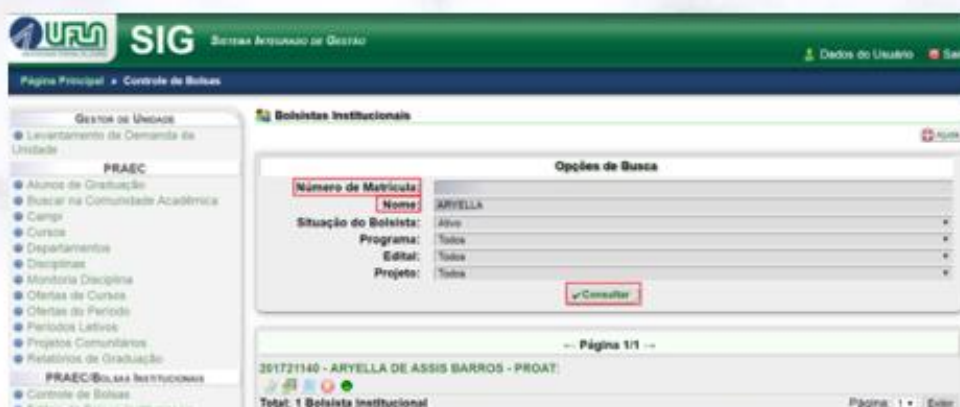 UFLA SIG SISTEMA INTEGRADO DE GESTÃO
Dados do Usuário Sai
Página Principal » Controle de Bolsas
GESTOR DE UNIDADE
Levantamento de Demanda da
Unidade
PRAEC
Alunos de Graduação
Buscar na Comunidade Acadêmica
Campi
Cursos
Departamentos
Disciplinas
Monitoria Disciplina
Ofertas de Cursos
Ofertas do Período
Períodos Letivos
Projetos Comunitários
Relatórios de Graduação
PRAEC/BOLSAS INSTITUCIONAIS
Controle de Bolsas
Bolsistas Institucionais
Ajuda
Opções de Busca
Número de Matrícula:
Nome: ARYELLA
Situação do Bolsista: Ativo
Programa: Todos
Edital: Todos
Projeto: Todos
Consultar
Página 1/1
201721140 - ARYELLA DE ASSIS BARROS - PROAT:
Total: 1 Bolsista Institucional
Página: 1 Exibir